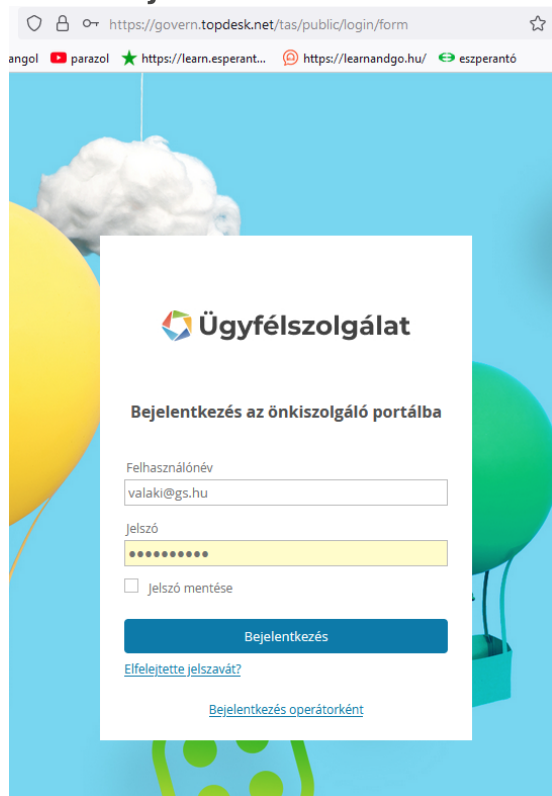 https://govern.topdesk.net/tas/public/login/form
angol parazol https://learn.esperant... https://learnandgo.hu/ eszperantó
Ügyfélszolgálat
Bejelentkezés az önkiszolgáló portálba
Felhasználónév
valaki@gs.hu
Jelszó
Jelszó mentése
Bejelentkezés
Elfelejtette jelszavát?
Bejelentkezés operátorként